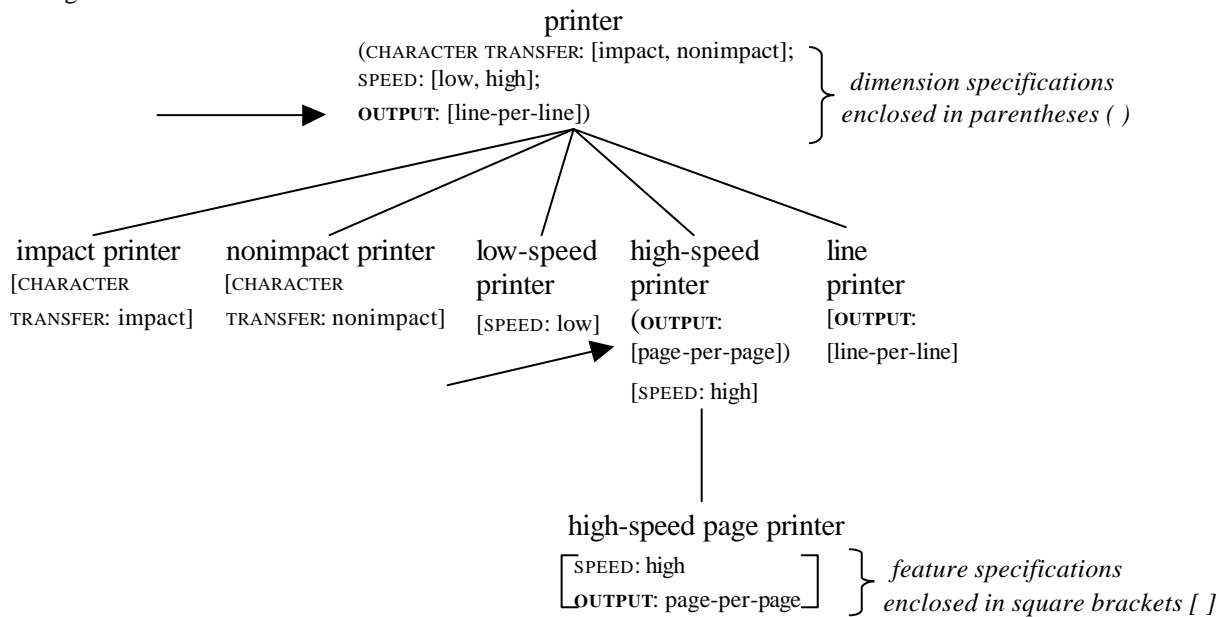 printer
(CHARACTER TRANSFER: [impact, nonimpact];
SPEED: [low, high];
OUTPUT: [line-per-line])
dimension specifications
enclosed in parentheses ( )
impact printer
[CHARACTER
TRANSFER: impact]
nonimpact printer
[CHARACTER
TRANSFER: nonimpact]
low-speed
printer
[SPEED: low]
high-speed
printer
(OUTPUT:
[page-per-page])
[SPEED: high]
line
printer
[OUTPUT:
[line-per-line]
high-speed page printer
SPEED: high
OUTPUT: page-per-page
feature specifications
enclosed in square brackets [ ]